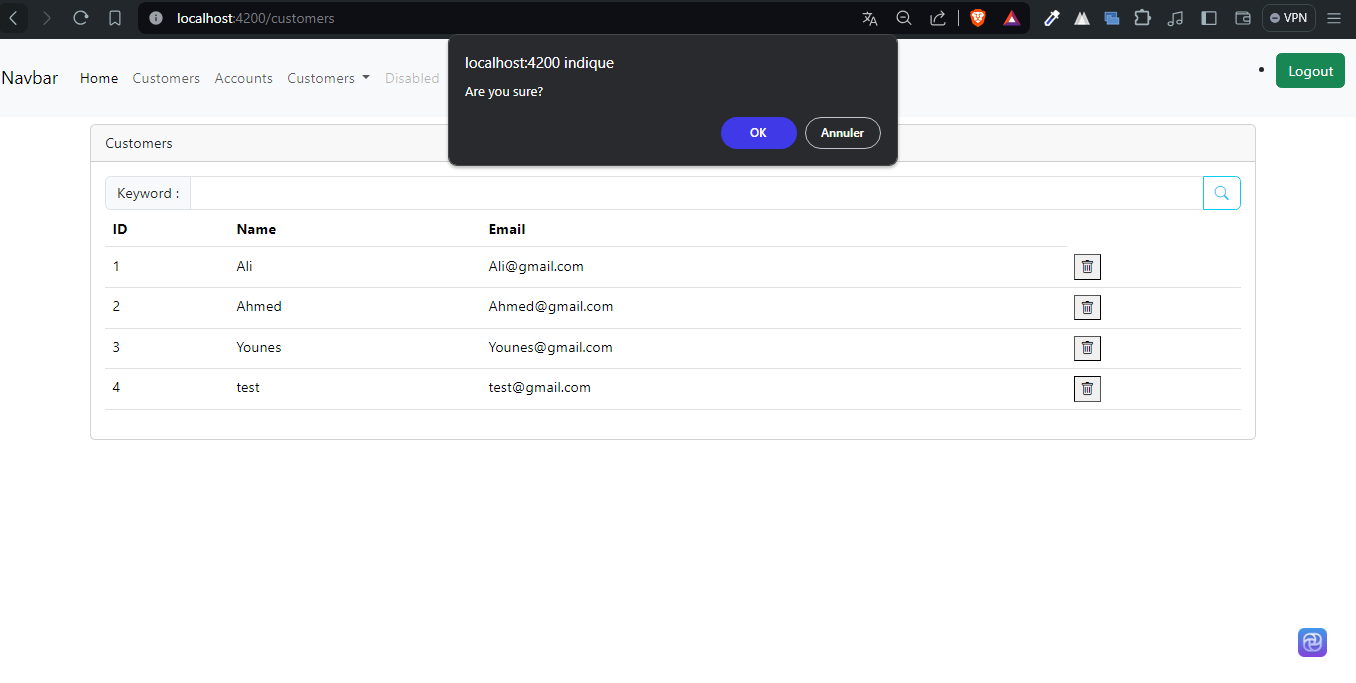 localhost:4200/customers
VPN
localhost:4200 indique
Are you sure?
OK Annuler
Navbar Home Customers Accounts Customers Disabled
Logout
Customers
Keyword :
ID Name Email
1 Ali Ali@gmail.com
2 Ahmed Ahmed@gmail.com
3 Younes Younes@gmail.com
4 test test@gmail.com